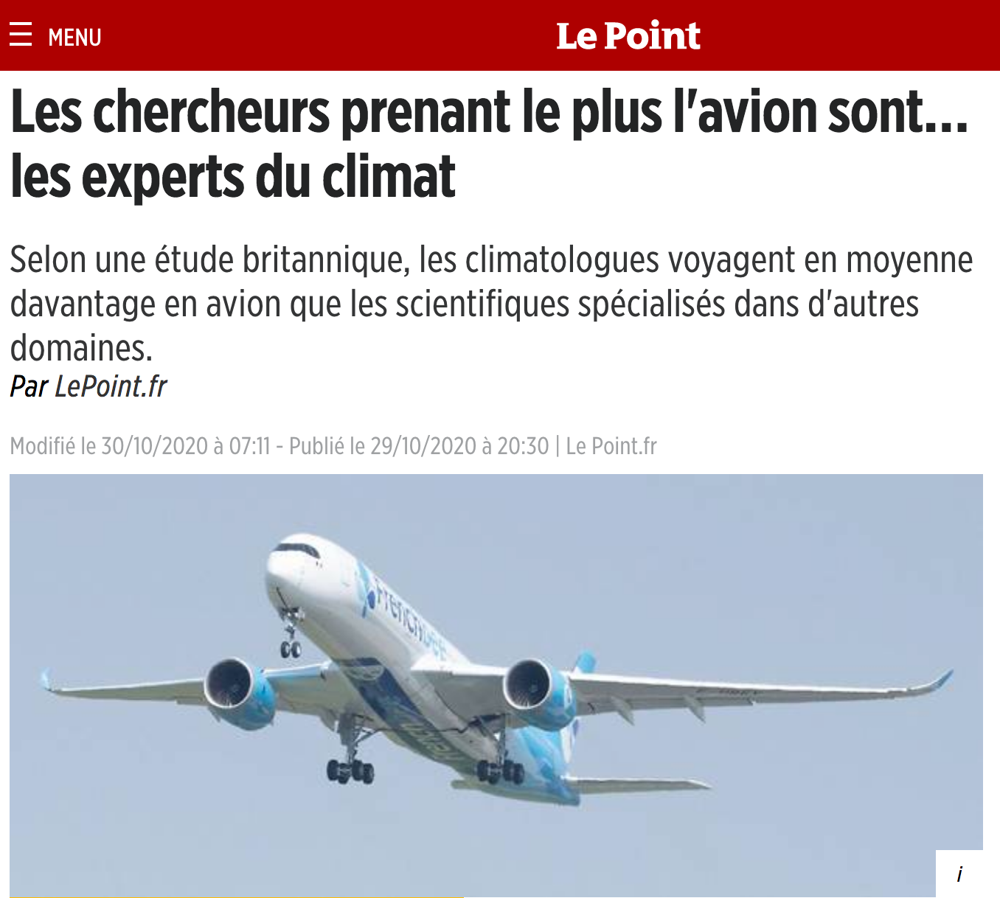 MENU
Le Point
Les chercheurs prenant le plus l'avion sont...
les experts du climat
Selon une étude britannique, les climatologues voyagent en moyenne
davantage en avion que les scientifiques spécialisés dans d'autres
domaines.
Par LePoint.fr
Modifié le 30/10/2020 à 07:11 - Publié le 29/10/2020 à 20:30 | Le Point.fr
Frenchbee
i